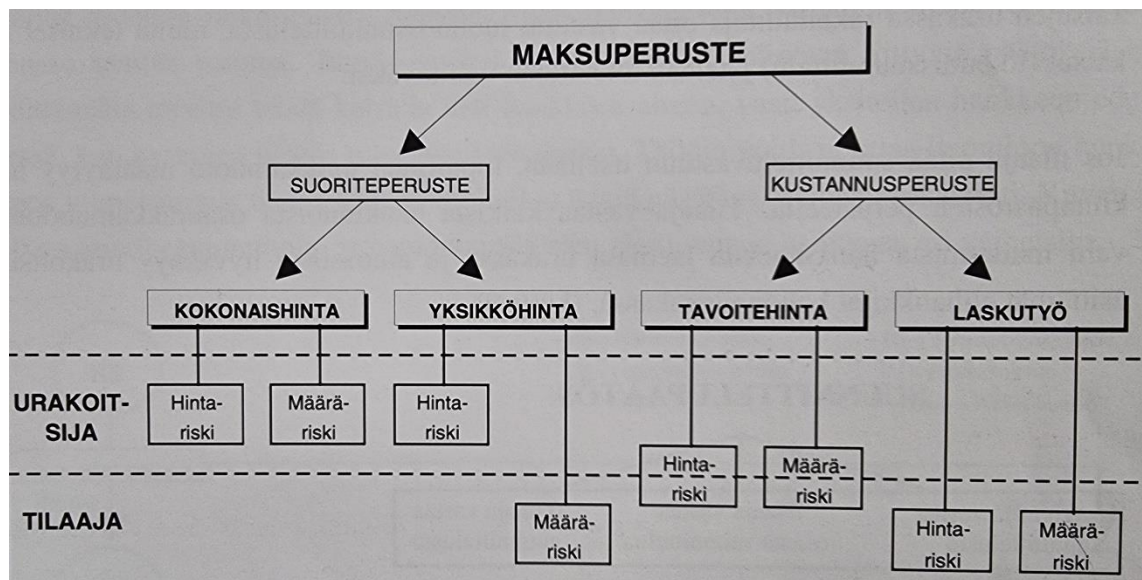 MAKSUPERUSTE
SUORITEPERUSTE
KUSTANNUSPERUSTE
KOKONAISHINTA
YKSIKKÖHINTA
TAVOITEHINTA
LASKUTYÖ
URAKOIT-
SIJA
Hinta-
riski
Määrä-
riski
Hinta-
riski
Hinta-
riski
Määrä-
riski
TILAAJA
Määrä-
riski
Hinta-
riski
Määrä-
riski